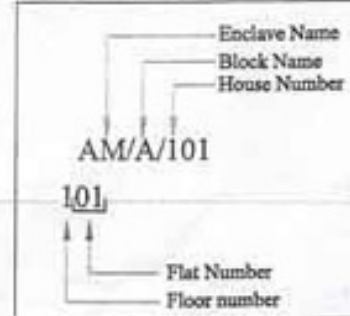 Enclave Name
Block Name
House Number
AM/A/101
101
Flat Number
Floor number